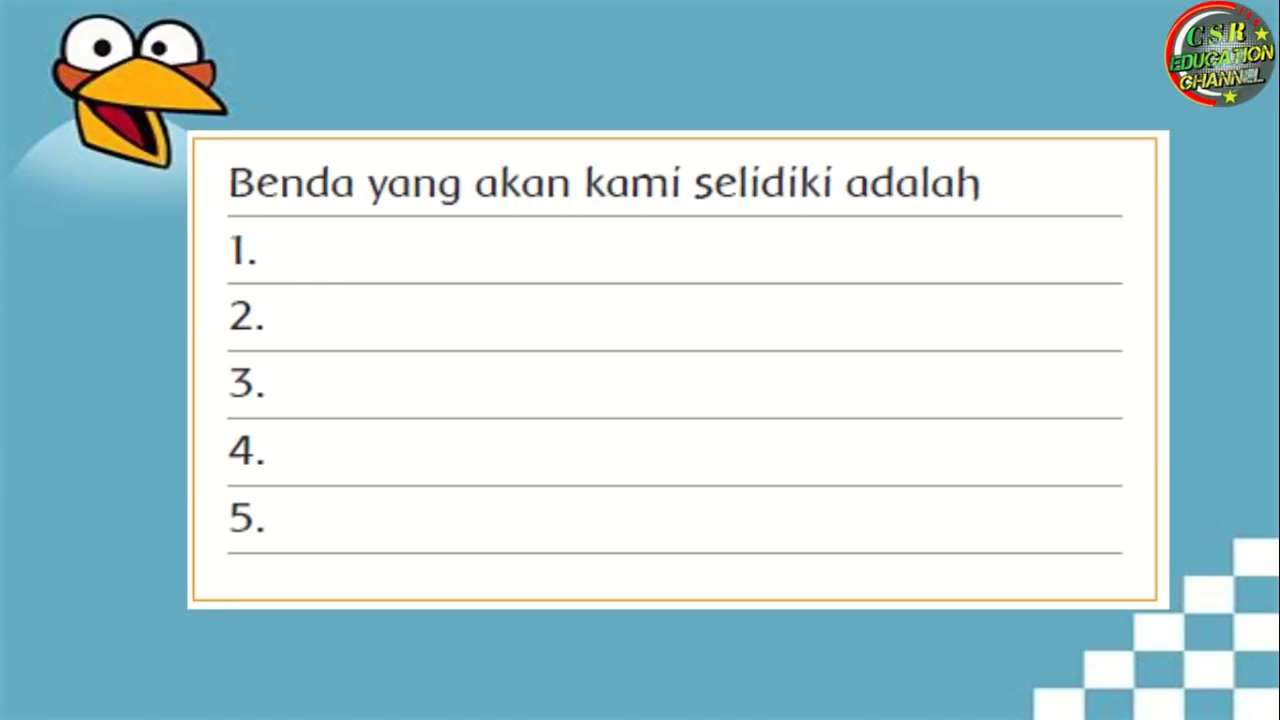 CSR
EDUCATION
CHANNEL
Benda yang akan kami selidiki adalah
1.
2.
3.
4.
5.